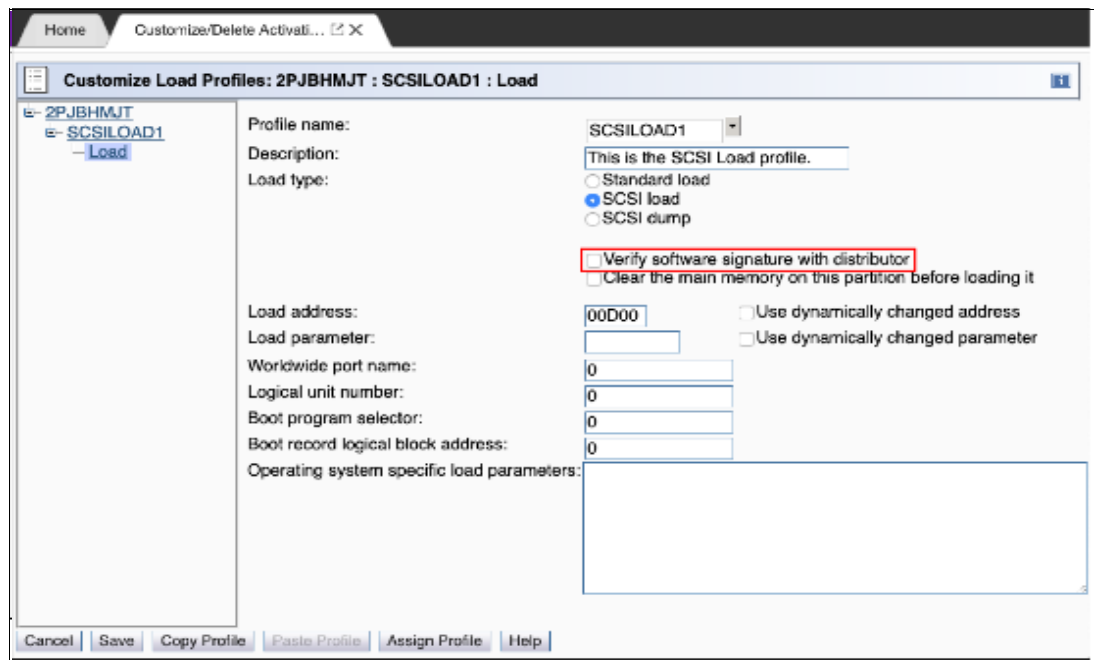 Home
Customize/Delete Activati...
Customize Load Profiles: 2PJBHMJT : SCSILOAD1 : Load
2PJBHMJT
SCSILOAD1
Load
Profile name:
SCSILOAD1
Description:
This is the SCSI Load profile.
Load type:
Standard load
SCSI load
SCSI dump
Verify software signature with distributor
Clear the main memory on this partition before loading it
Load address:
00D00
Use dynamically changed address
Load parameter:
Use dynamically changed parameter
Worldwide port name:
0
Logical unit number:
0
Boot program selector:
0
Boot record logical block address:
0
Operating system specific load parameters:
Cancel Save Copy Profile Paste Profile Assign Profile Help